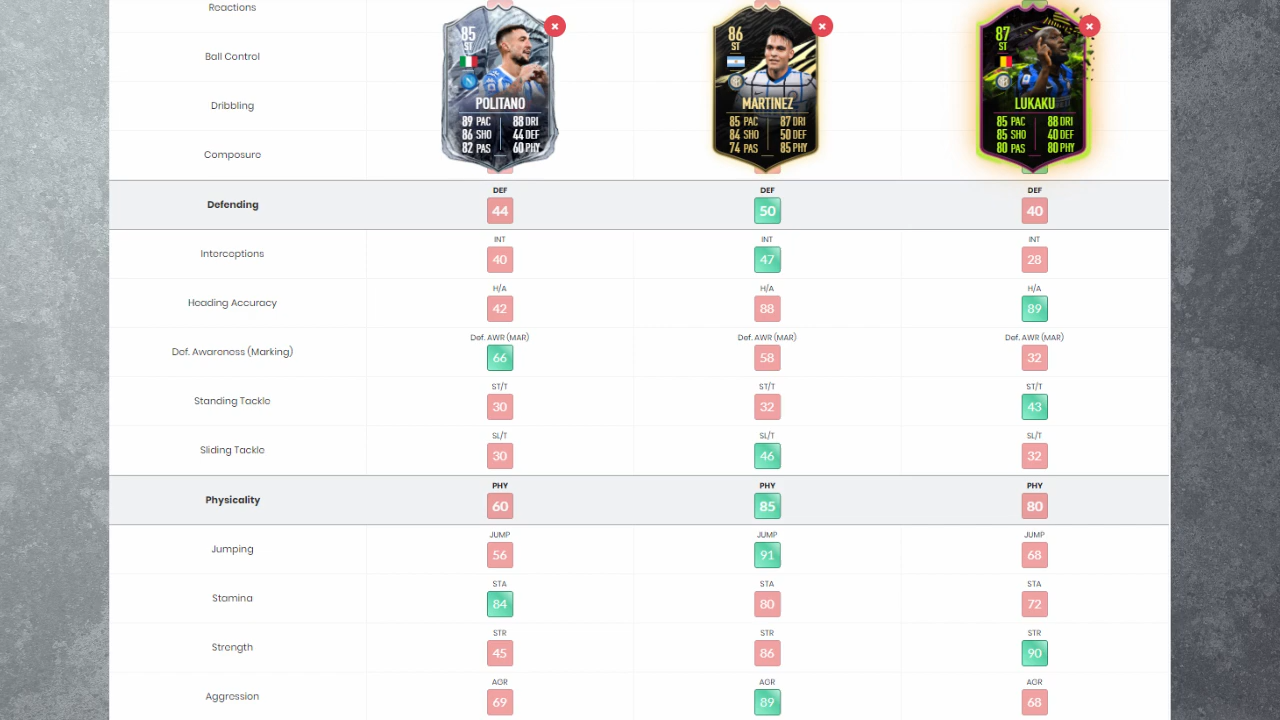 Reactions
Ball Control
Dribbling
Composure
85
ST
POLITANO
89 PAC 88 DRI
86 SHO 44 DEF
82 PAS 60 PHY
86
ST
MARTINEZ
85 PAC 87 DRI
84 SHO 50 DEF
74 PAS 85 PHY
87
ST
LUKAKU
85 PAC 88 DRI
85 SHO 40 DEF
80 PAS 80 PHY
DEF DEF DEF
Defending 44 50 40
INT INT INT
Interceptions 40 47 28
H/A H/A H/A
Heading Accuracy 42 88 89
Def. AWR (MAR) Def. AWR (MAR) Def. AWR (MAR)
Def. Awareness (Marking) 66 58 32
ST/T ST/T ST/T
Standing Tackle 30 32 43
SL/T SL/T SL/T
Sliding Tackle 30 46 32
PHY PHY PHY
Physicality 60 85 80
JUMP JUMP JUMP
Jumping 56 91 68
STA STA STA
Stamina 84 80 72
STR STR STR
Strength 45 86 90
AGR AGR AGR
Aggression 69 89 68